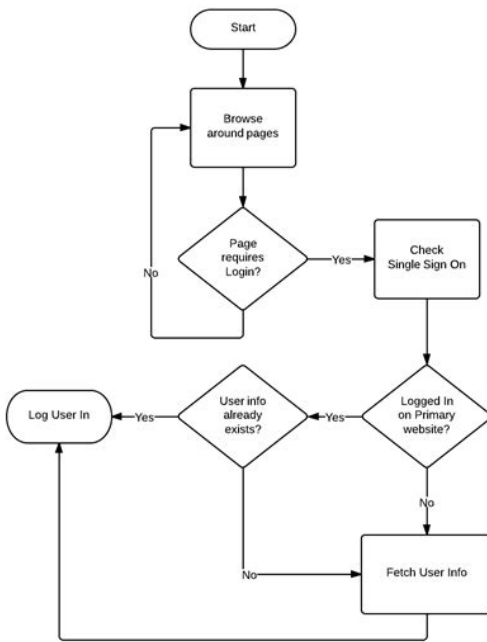 Start
Browse
around pages
Page
requires
Login?
No
Yes
Check
Single Sign On
Log User In
Yes
User info
already
exists?
Yes
Logged In
on Primary
website?
No
No
Fetch User Info